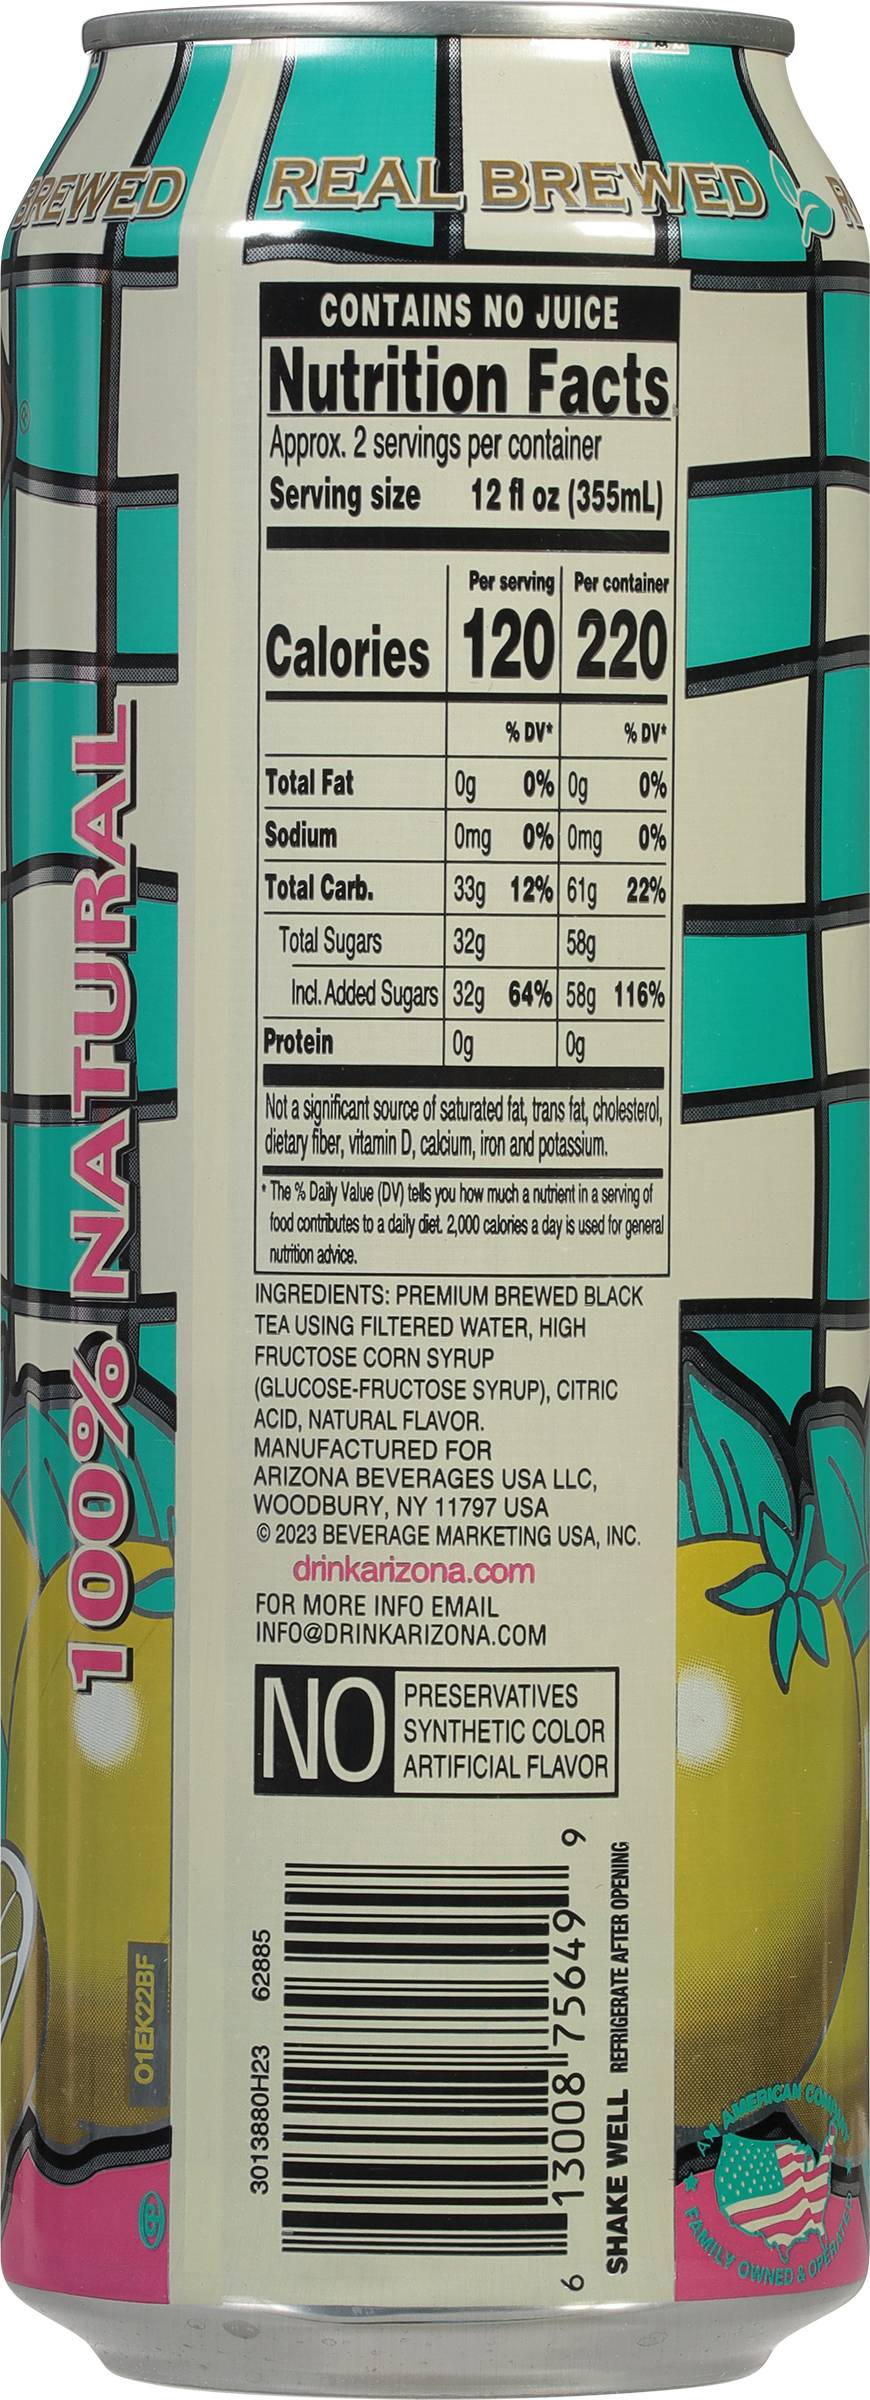 BREWED
REAL BREWED
CONTAINS NO JUICE
Nutrition Facts
Approx. 2 servings per container
Serving size 12 fl oz (355mL)
Per serving Per container
Calories 120 220
% DV* % DV*
Total Fat 0g 0% 0g 0%
Sodium 0mg 0% 0mg 0%
Total Carb. 33g 12% 61g 22%
Total Sugars 32g 58g
Incl. Added Sugars 32g 64% 58g 116%
Protein 0g 0g
Not a significant source of saturated fat, trans fat, cholesterol,
dietary fiber, vitamin D, calcium, iron and potassium.
* The % Daily Value (DV) tells you how much a nutrient in a serving of
food contributes to a daily diet. 2,000 calories a day is used for general
nutrition advice.
INGREDIENTS: PREMIUM BREWED BLACK
TEA USING FILTERED WATER, HIGH
FRUCTOSE CORN SYRUP
(GLUCOSE-FRUCTOSE SYRUP), CITRIC
ACID, NATURAL FLAVOR.
MANUFACTURED FOR
ARIZONA BEVERAGES USA LLC,
WOODBURY, NY 11797 USA
© 2023 BEVERAGE MARKETING USA, INC.
drinkarizona.com
FOR MORE INFO EMAIL
INFO@DRINKARIZONA.COM
NO
PRESERVATIVES
SYNTHETIC COLOR
ARTIFICIAL FLAVOR
100% NATURAL
01EK22BF
3013880H23 62885
6 13008 75649 9
SHAKE WELL REFRIGERATE AFTER OPENING
AN AMERICAN COMPANY
FAMILY OWNED & OPERATED